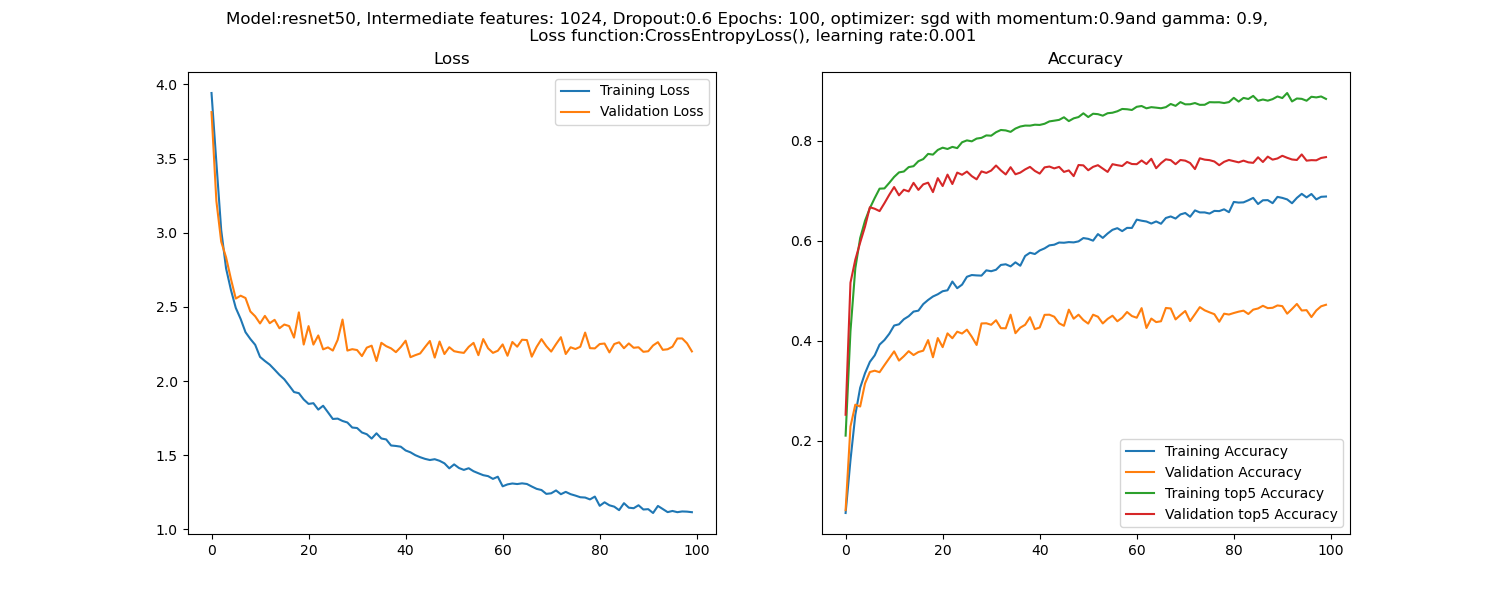 Model:resnet50, Intermediate features: 1024, Dropout:0.6 Epochs: 100, optimizer: sgd with momentum:0.9and gamma: 0.9,
Loss function:CrossEntropyLoss(), learning rate:0.001
Loss
4.0
3.5
3.0
2.5
2.0
1.5
1.0
0 20 40 60 80 100
Training Loss
Validation Loss
Accuracy
0.8
0.6
0.4
0.2
0 20 40 60 80 100
Training Accuracy
Validation Accuracy
Training top5 Accuracy
Validation top5 Accuracy